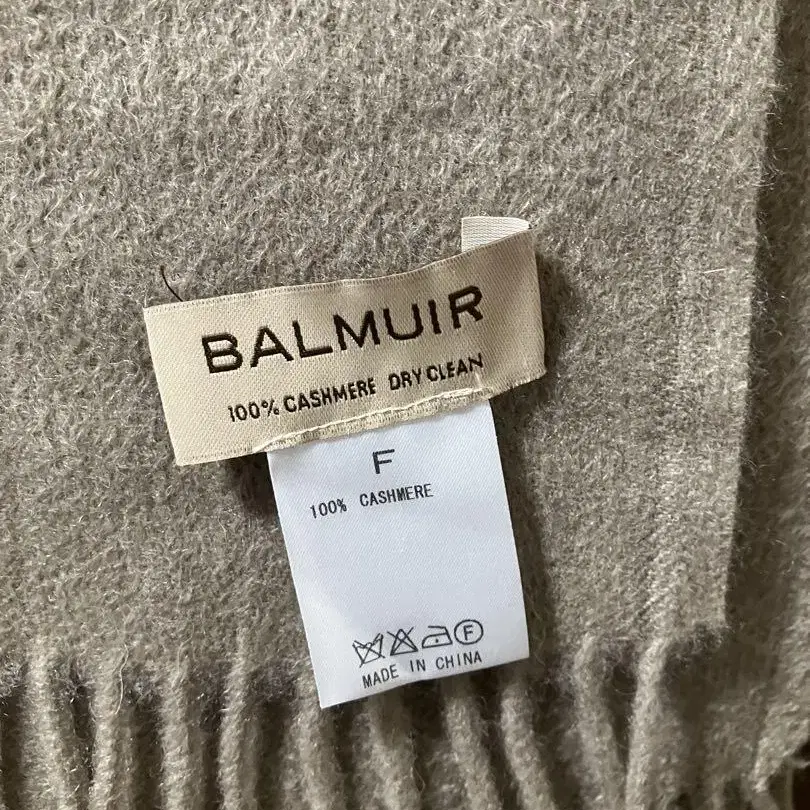 BALMUIR
100% CASHMERE DRY CLEAN
F
100% CASHMERE
F
MADE IN CHINA